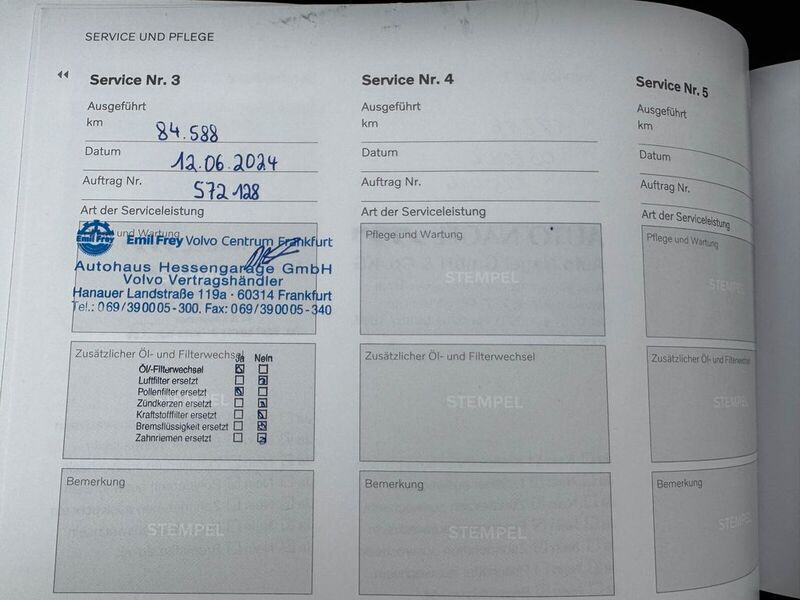 SERVICE UND PFLEGE
Service Nr. 3
Ausgeführt
km 84.588
Datum 12.06.2024
Auftrag Nr. 572128
Art der Serviceleistung
und Wartung
Emil Frey
Emil Frey Volvo Centrum Frankfurt
Autohaus Hessengarage GmbH
Volvo Vertragshändler
Hanauer Landstraße 119a · 60314 Frankfurt
Tel.: 069/390005-300. Fax: 069/390005-340
Zusätzlicher Öl- und Filterwechsel
Ja Nein
Öl/-Filterwechsel
Luftfilter ersetzt
Pollenfilter ersetzt
Zündkerzen ersetzt
Kraftstofffilter ersetzt
Bremsflüssigkeit ersetzt
Zahnriemen ersetzt
Bemerkung
STEMPEL
Service Nr. 4
Ausgeführt
km
Datum
Auftrag Nr.
Art der Serviceleistung
Pflege und Wartung
STEMPEL
Zusätzlicher Öl- und Filterwechsel
STEMPEL
Bemerkung
STEMPEL
Service Nr. 5
Ausgeführt
km
Datum
Auftrag Nr.
Art der Serviceleistung
Pflege und Wartung
STEMPEL
Zusätzlicher Öl- und Filterwechsel
STEMPEL
Bemerkung
STEMPEL